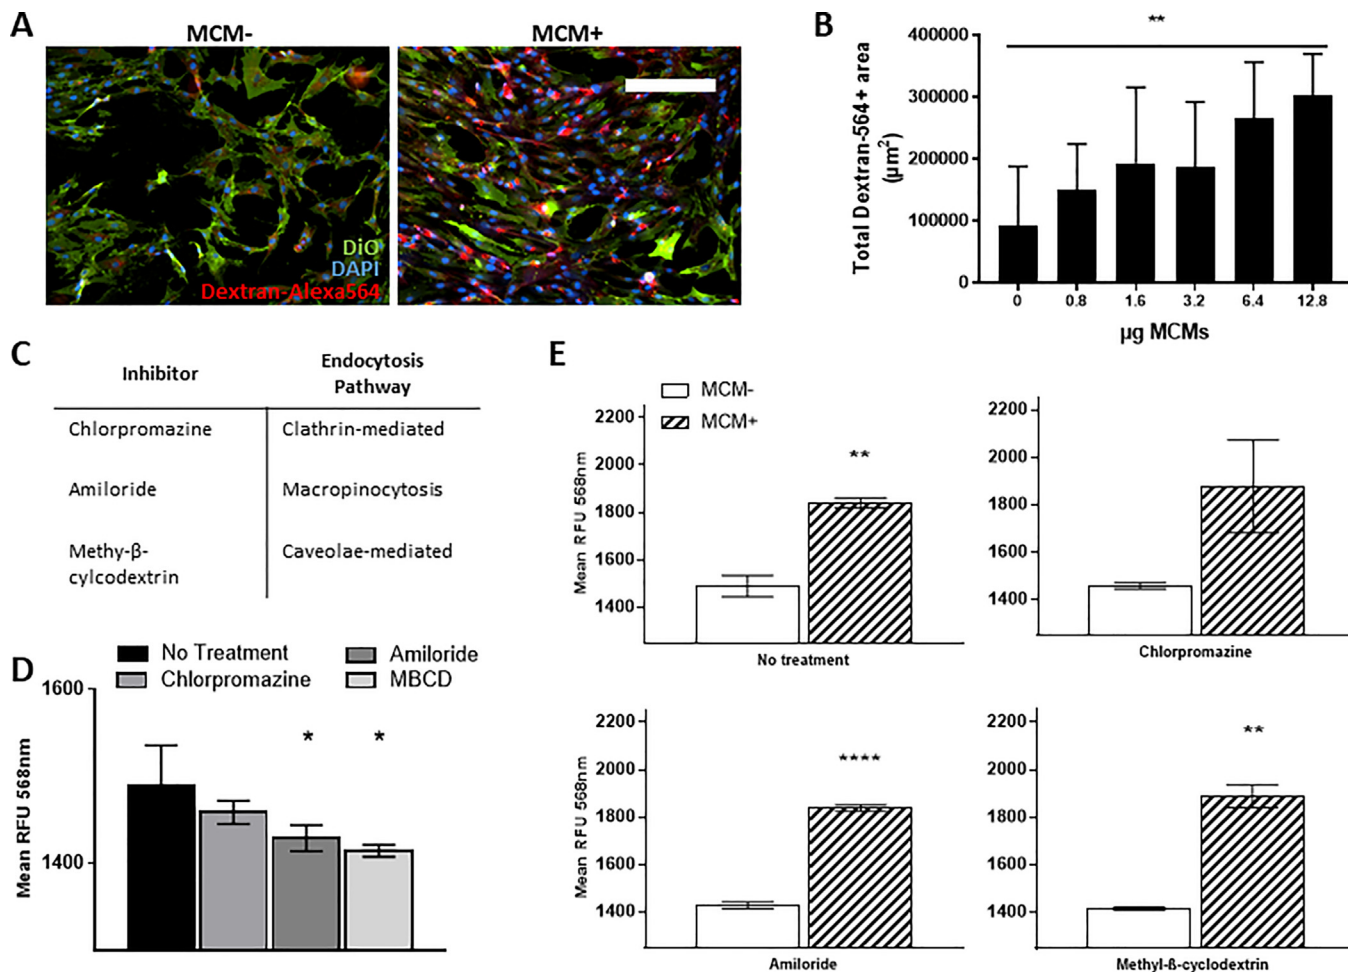 A
MCM-
MCM+
DiO
DAPI
Dextran-Alexa564
B
**
Total Dextran-564+ area
(µm²)
400000
300000
200000
100000
0
0 0.8 1.6 3.2 6.4 12.8
µg MCMs
C
Inhibitor
Endocytosis
Pathway
Chlorpromazine
Clathrin-mediated
Amiloride
Macropinocytosis
Methy-β-
cylcodextrin
Caveolae-mediated
D
No Treatment
Amiloride
Chlorpromazine
MBCD
Mean RFU 568nm
1600
1400
*
*
E
MCM-
MCM+
Mean RFU 568nm
2200
2000
1800
1600
1400
**
No treatment
2200
2000
1800
1600
1400
Chlorpromazine
Mean RFU 568nm
2200
2000
1800
1600
1400
****
Amiloride
2200
2000
1800
1600
1400
**
Methyl-ß-cyclodextrin